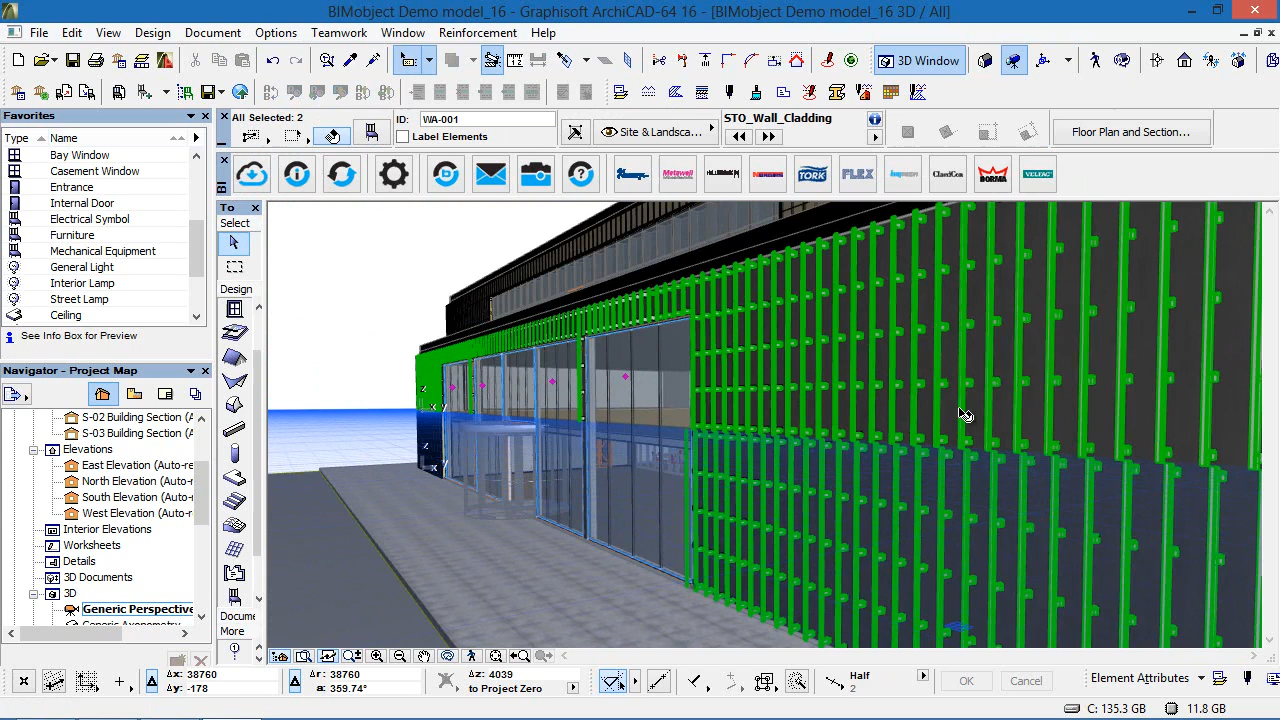 BIMobject Demo model_16 - Graphisoft ArchiCAD-64 16 - [BIMobject Demo model_16 3D / All]
File Edit View Design Document Options Teamwork Window Reinforcement Help
3D Window
Favorites
Type Name
Bay Window
Casement Window
Entrance
Internal Door
Electrical Symbol
Furniture
Mechanical Equipment
General Light
Interior Lamp
Street Lamp
Ceiling
See Info Box for Preview
All Selected: 2
ID: WA-001
Label Elements
Site & Landsca...
STO_Wall_Cladding
Floor Plan and Section...
Metawell
TORK
FLEX
ClassiCon
DORMA
VELFAC
To
Select
Design
Docume
More
Navigator - Project Map
S-02 Building Section (A
S-03 Building Section (A
Elevations
East Elevation (Auto-r
North Elevation (Auto-r
South Elevation (Auto-r
West Elevation (Auto-r
Interior Elevations
Worksheets
Details
3D Documents
3D
Generic Perspective
Generic Axonometry
Δx: 38760
Δy: -178
Δr: 38760
a: 359.74°
Δz: 4039
to Project Zero
Half
2
OK
Cancel
Element Attributes
C: 135.3 GB
11.8 GB